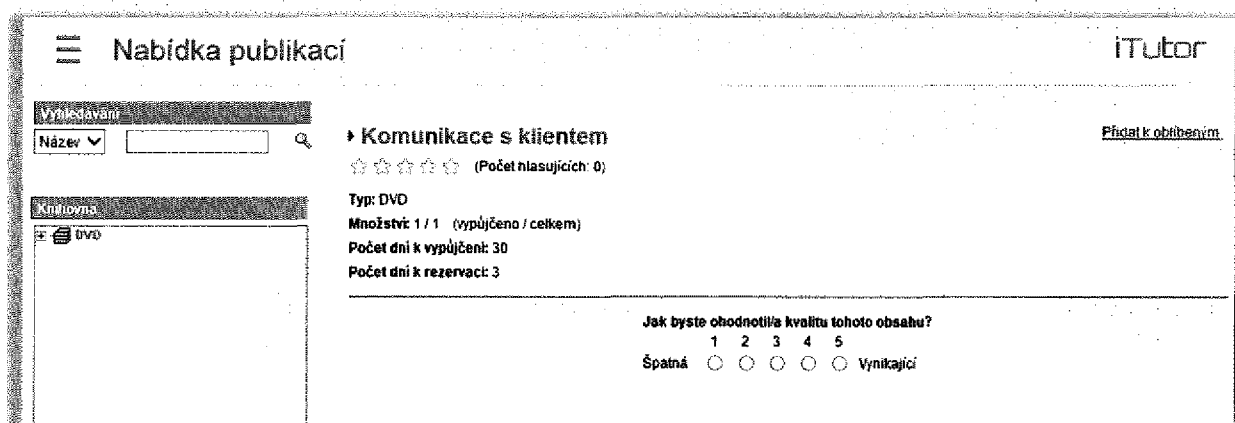 Nabídka publikací
iTutor
Vyhledávání
Název
Knihovna
DVD
Komunikace s klientem
(Počet hlasujících: 0)
Přidat k oblíbeným
Typ: DVD
Množství: 1 / 1 (vypůjčeno / celkem)
Počet dní k vypůjčení: 30
Počet dní k rezervaci: 3
Jak byste ohodnotil/a kvalitu tohoto obsahu?
1 2 3 4 5
Špatná Vynikající